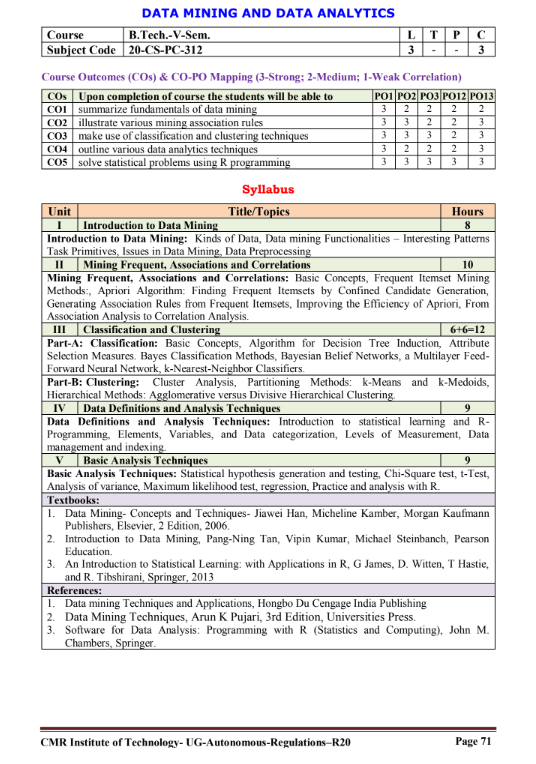 DATA MINING AND DATA ANALYTICS
Course B.Tech.-V-Sem. L T P C
Subject Code 20-CS-PC-312 3 - - 3
Course Outcomes (COs) & CO-PO Mapping (3-Strong; 2-Medium; 1-Weak Correlation)
COs Upon completion of course the students will be able to PO1 PO2 PO3 PO12 PO13
CO1 summarize fundamentals of data mining 3 2 2 2 2
CO2 illustrate various mining association rules 3 3 2 2 3
CO3 make use of classification and clustering techniques 3 3 3 2 3
CO4 outline various data analytics techniques 3 2 2 2 3
CO5 solve statistical problems using R programming 3 3 3 3 3
Syllabus
Unit Title/Topics Hours
I Introduction to Data Mining 8
Introduction to Data Mining: Kinds of Data, Data mining Functionalities – Interesting Patterns
Task Primitives, Issues in Data Mining, Data Preprocessing
II Mining Frequent, Associations and Correlations 10
Mining Frequent, Associations and Correlations: Basic Concepts, Frequent Itemset Mining
Methods:, Apriori Algorithm: Finding Frequent Itemsets by Confined Candidate Generation,
Generating Association Rules from Frequent Itemsets, Improving the Efficiency of Apriori, From
Association Analysis to Correlation Analysis.
III Classification and Clustering 6+6=12
Part-A: Classification: Basic Concepts, Algorithm for Decision Tree Induction, Attribute
Selection Measures. Bayes Classification Methods, Bayesian Belief Networks, a Multilayer Feed-
Forward Neural Network, k-Nearest-Neighbor Classifiers.
Part-B: Clustering: Cluster Analysis, Partitioning Methods: k-Means and k-Medoids,
Hierarchical Methods: Agglomerative versus Divisive Hierarchical Clustering.
IV Data Definitions and Analysis Techniques 9
Data Definitions and Analysis Techniques: Introduction to statistical learning and R-
Programming, Elements, Variables, and Data categorization, Levels of Measurement, Data
management and indexing.
V Basic Analysis Techniques 9
Basic Analysis Techniques: Statistical hypothesis generation and testing, Chi-Square test, t-Test,
Analysis of variance, Maximum likelihood test, regression, Practice and analysis with R.
Textbooks:
1. Data Mining- Concepts and Techniques- Jiawei Han, Micheline Kamber, Morgan Kaufmann
Publishers, Elsevier, 2 Edition, 2006.
2. Introduction to Data Mining, Pang-Ning Tan, Vipin Kumar, Michael Steinbanch, Pearson
Education.
3. An Introduction to Statistical Learning: with Applications in R, G James, D. Witten, T Hastie,
and R. Tibshirani, Springer, 2013
References:
1. Data mining Techniques and Applications, Hongbo Du Cengage India Publishing
2. Data Mining Techniques, Arun K Pujari, 3rd Edition, Universities Press.
3. Software for Data Analysis: Programming with R (Statistics and Computing), John M.
Chambers, Springer.
CMR Institute of Technology- UG-Autonomous-Regulations–R20 Page 71